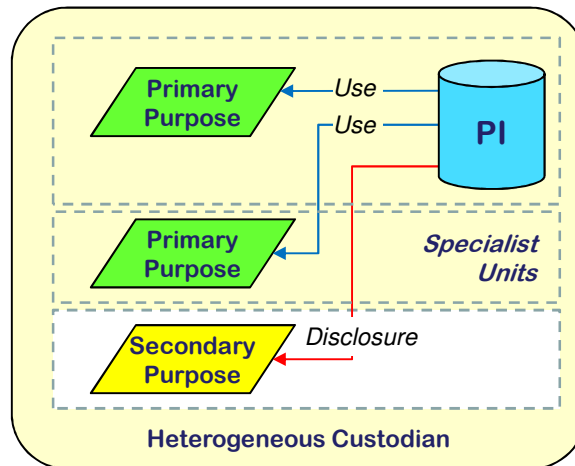 Primary
Purpose
Use
Use
PI
Primary
Purpose
Specialist
Units
Secondary
Purpose
Disclosure
Heterogeneous Custodian